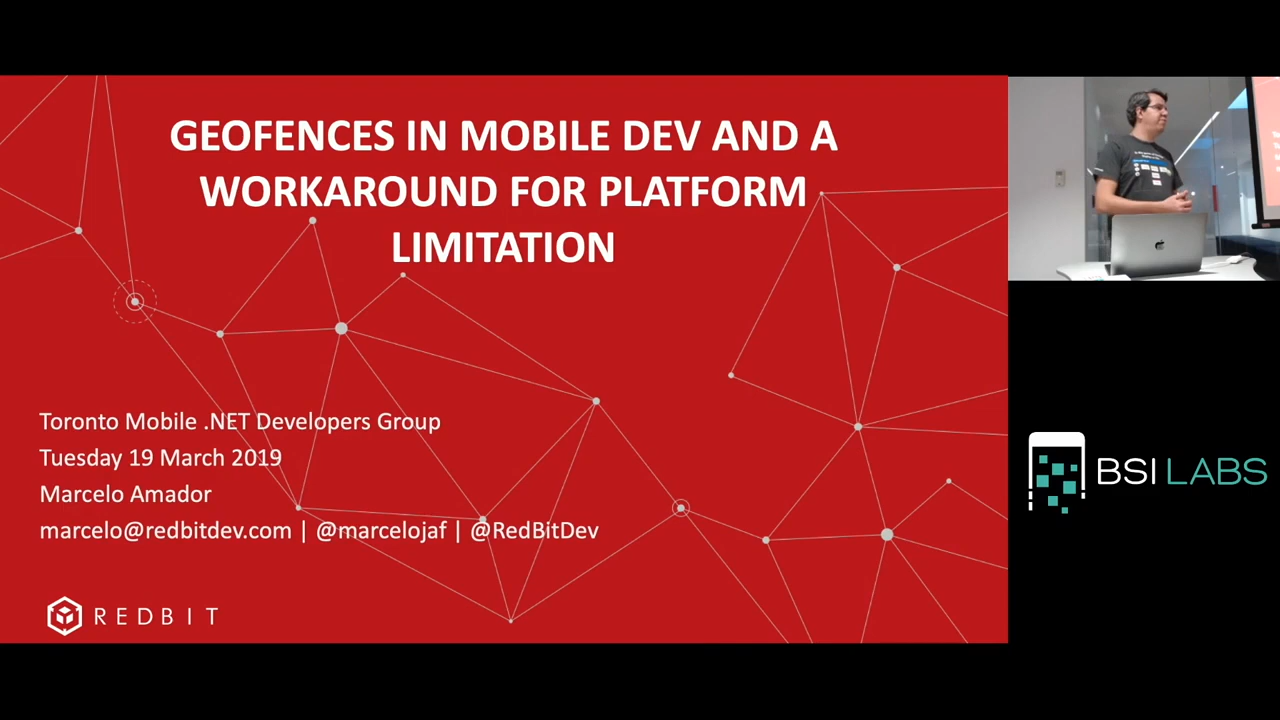 GEOFENCES IN MOBILE DEV AND A
WORKAROUND FOR PLATFORM
LIMITATION
Toronto Mobile .NET Developers Group
Tuesday 19 March 2019
Marcelo Amador
marcelo@redbitdev.com | @marcelojaf | @RedBitDev
REDBIT
BSI LABS